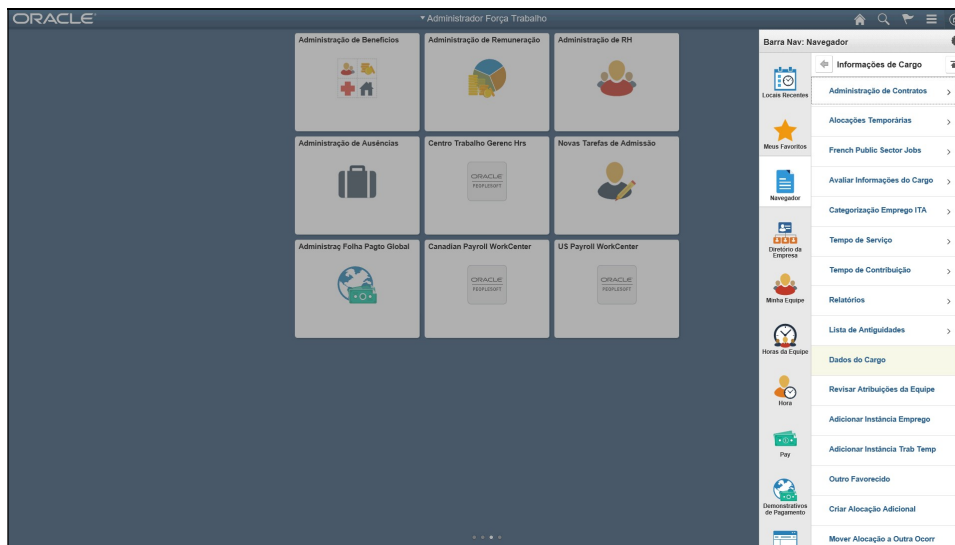 ORACLE
Administrador Força Trabalho
Administração de Benefícios
Administração de Remuneração
Administração de RH
Administração de Ausências
Centro Trabalho Gerenc Hrs
ORACLE
PEOPLESOFT
Novas Tarefas de Admissão
Administraç Folha Pagto Global
Canadian Payroll WorkCenter
ORACLE
PEOPLESOFT
US Payroll WorkCenter
ORACLE
PEOPLESOFT
Barra Nav: Navegador
Locais Recentes
Meus Favoritos
Navegador
Diretório da
Empresa
Minha Equipe
Horas da Equipe
Hora
Pay
Demonstrativos
de Pagamento
Informações de Cargo
Administração de Contratos
Alocações Temporárias
French Public Sector Jobs
Avaliar Informações do Cargo
Categorização Emprego ITA
Tempo de Serviço
Tempo de Contribuição
Relatórios
Lista de Antiguidades
Dados do Cargo
Revisar Atribuições da Equipe
Adicionar Instância Emprego
Adicionar Instância Trab Temp
Outro Favorecido
Criar Alocação Adicional
Mover Alocação a Outra Ocorr